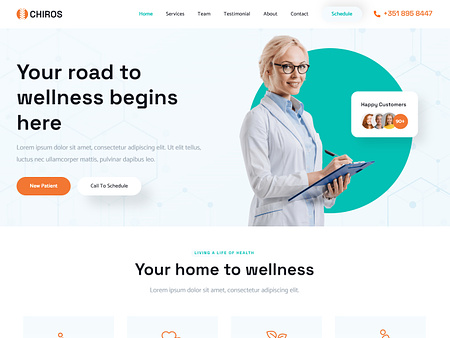 CHIROS
Home Services Team Testimonial About Contact Schedule +351 895 8447
Your road to
wellness begins
here
Lorem ipsum dolor sit amet, consectetur adipiscing elit. Ut elit tellus,
luctus nec ullamcorper mattis, pulvinar dapibus leo.
New Patient Call To Schedule
Happy Customers
90+
LIVING A LIFE OF HEALTH
Your home to wellness
Lorem ipsum dolor sit amet, consectetur adipiscing elit.